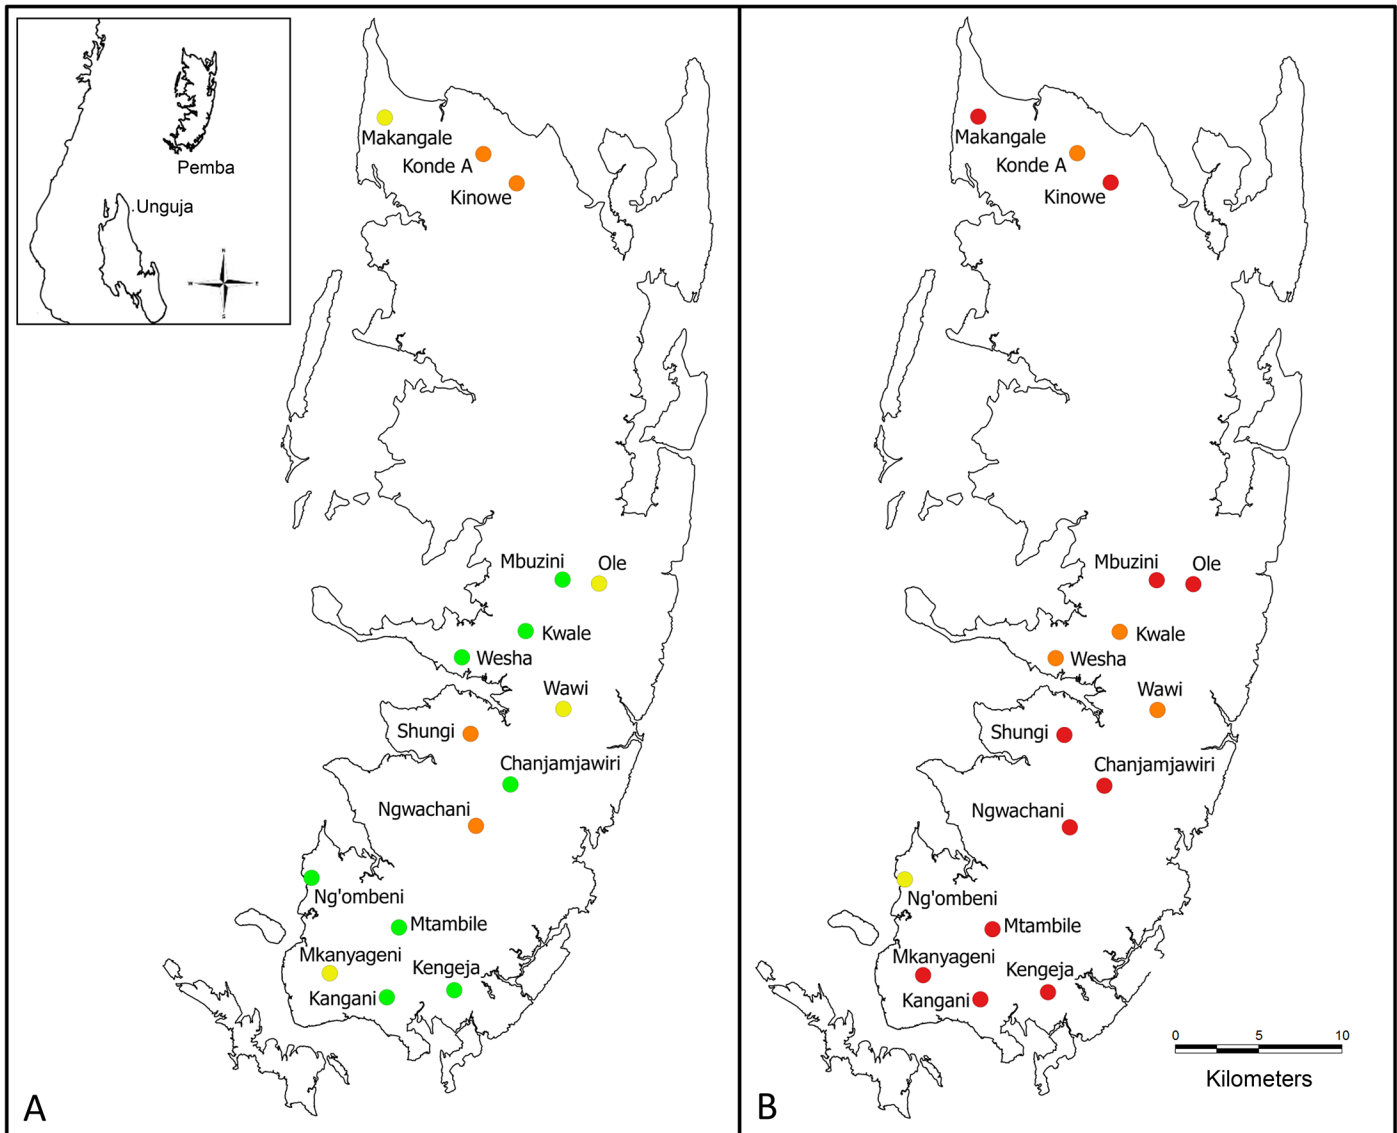 Pemba
Unguja
N
W
E
S
Makangale
Konde A
Kinowe
Mbuzini
Ole
Kwale
Wesha
Wawi
Shungi
Chanjamjawiri
Ngwachani
Ng'ombeni
Mtambile
Mkanyageni
Kengeja
Kangani
A
Makangale
Konde A
Kinowe
Mbuzini
Ole
Kwale
Wesha
Wawi
Shungi
Chanjamjawiri
Ngwachani
Ng'ombeni
Mtambile
Mkanyageni
Kengeja
Kangani
0 5 10
Kilometers
B